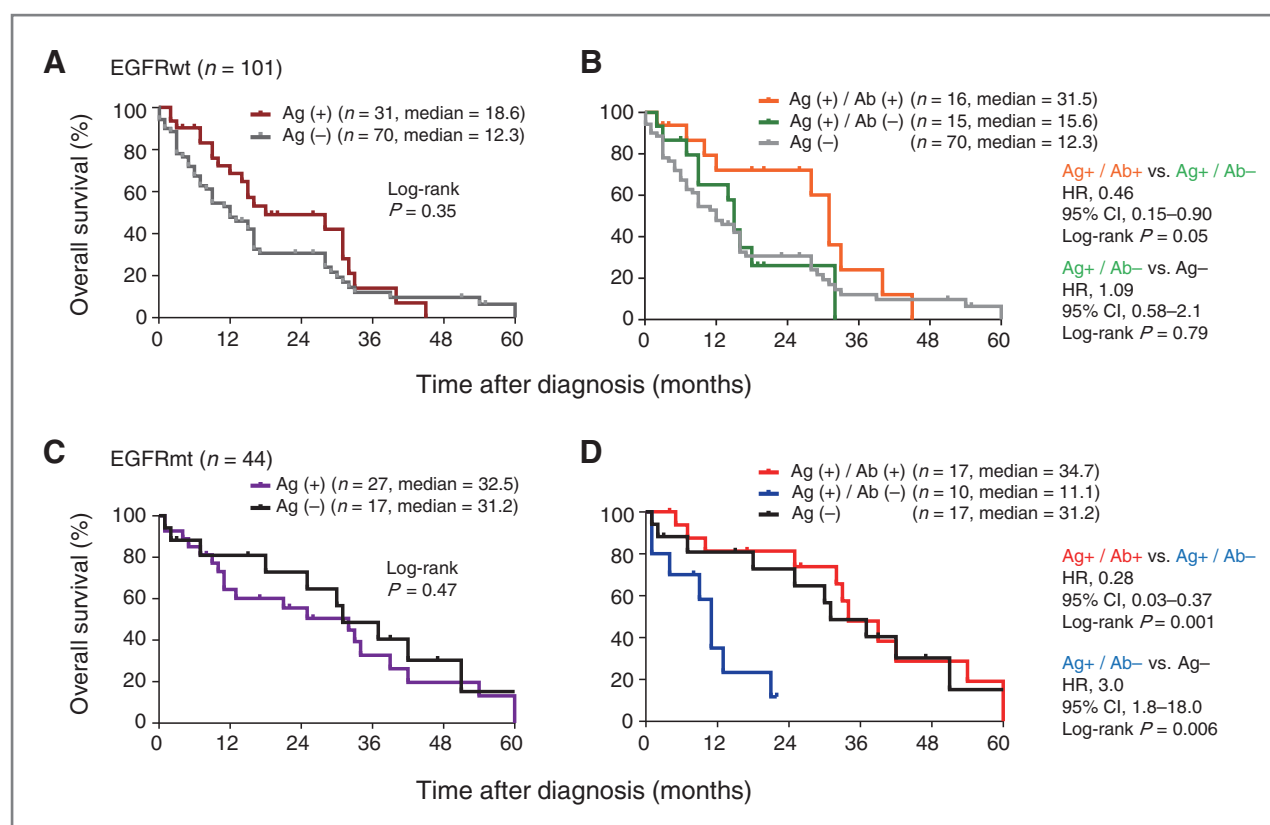 A
EGFRwt (n = 101)
Ag (+) (n = 31, median = 18.6)
Ag (–) (n = 70, median = 12.3)
Log-rank
P = 0.35
Overall survival (%)
100
80
60
40
20
0
0 12 24 36 48 60
B
Ag (+) / Ab (+) (n = 16, median = 31.5)
Ag (+) / Ab (–) (n = 15, median = 15.6)
Ag (–) (n = 70, median = 12.3)
100
80
60
40
20
0
0 12 24 36 48 60
Ag+ / Ab+ vs. Ag+ / Ab–
HR, 0.46
95% CI, 0.15–0.90
Log-rank P = 0.05
Ag+ / Ab– vs. Ag–
HR, 1.09
95% CI, 0.58–2.1
Log-rank P = 0.79
Time after diagnosis (months)
C
EGFRmt (n = 44)
Ag (+) (n = 27, median = 32.5)
Ag (–) (n = 17, median = 31.2)
Log-rank
P = 0.47
Overall survival (%)
100
80
60
40
20
0
0 12 24 36 48 60
D
Ag (+) / Ab (+) (n = 17, median = 34.7)
Ag (+) / Ab (–) (n = 10, median = 11.1)
Ag (–) (n = 17, median = 31.2)
100
80
60
40
20
0
0 12 24 36 48 60
Ag+ / Ab+ vs. Ag+ / Ab–
HR, 0.28
95% CI, 0.03–0.37
Log-rank P = 0.001
Ag+ / Ab– vs. Ag–
HR, 3.0
95% CI, 1.8–18.0
Log-rank P = 0.006
Time after diagnosis (months)